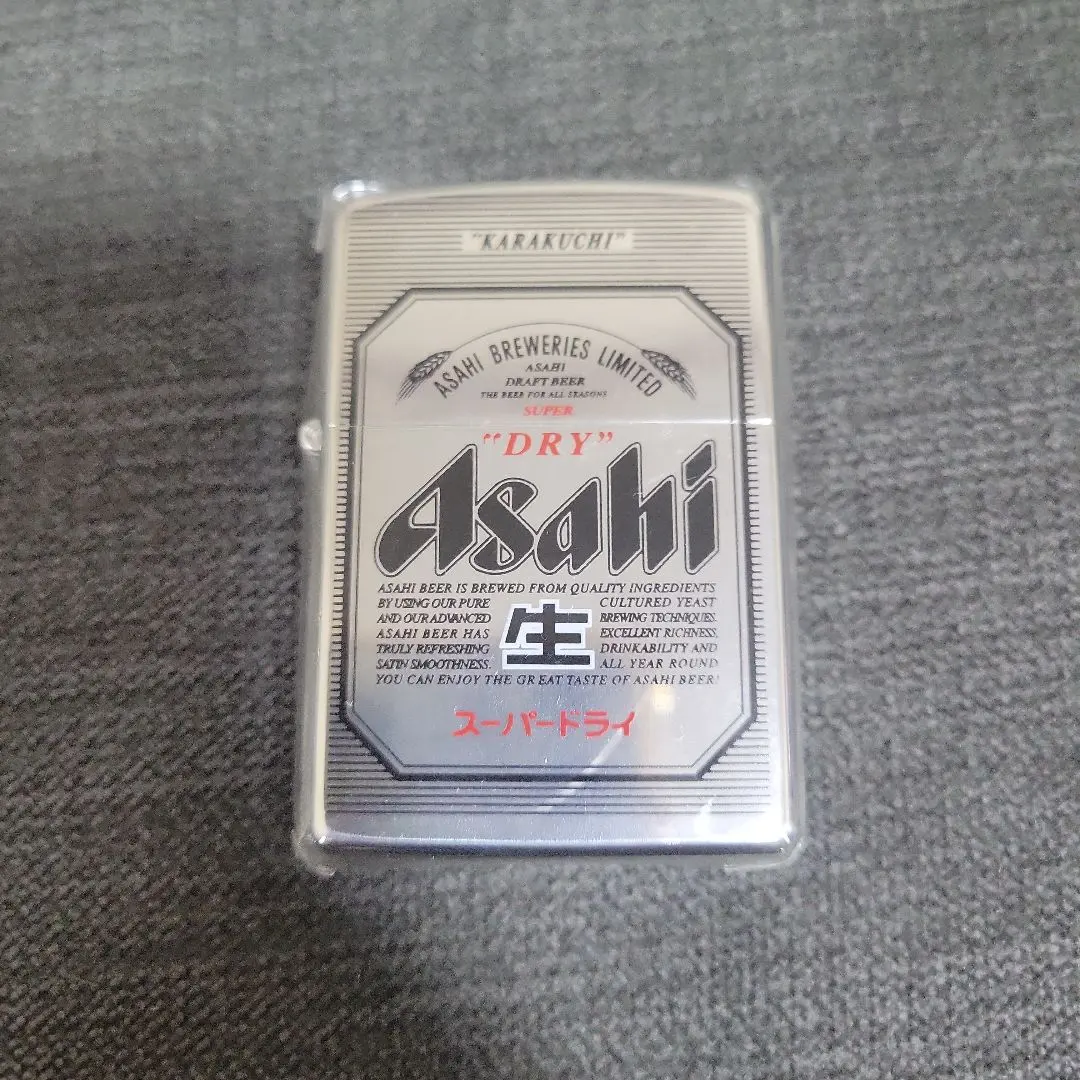 "KARAKUCHI"
ASAHI BREWERIES LIMITED
ASAHI
DRAFT BEER
THE BEER FOR ALL SEASONS
SUPER
"DRY"
Asahi
ASAHI BEER IS BREWED FROM QUALITY INGREDIENTS
BY USING OUR PURE CULTURED YEAST
AND OUR ADVANCED BREWING TECHNIQUES.
ASAHI BEER HAS EXCELLENT RICHNESS,
TRULY REFRESHING DRINKABILITY AND
SATIN SMOOTHNESS. ALL YEAR ROUND
生
YOU CAN ENJOY THE GREAT TASTE OF ASAHI BEER!
スーパードライ